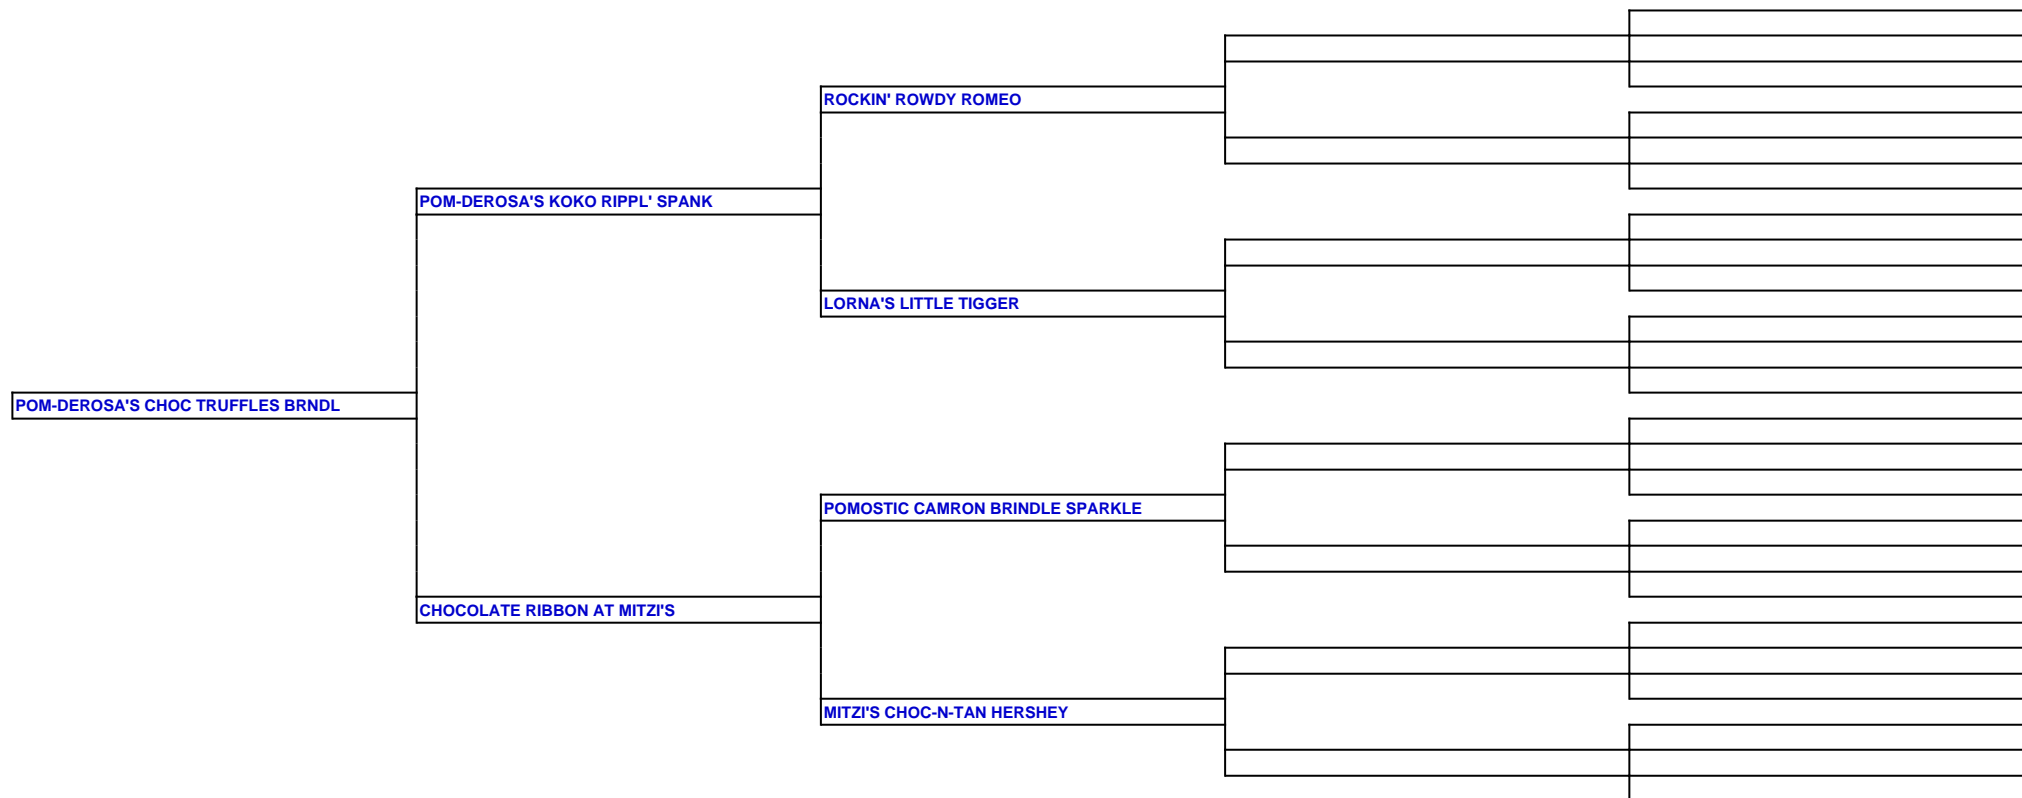 ROCKIN' ROWDY ROMEO
POM-DEROSA'S KOKO RIPPL' SPANK
LORNA'S LITTLE TIGGER
POM-DEROSA'S CHOC TRUFFLES BRNDL
POMOSTIC CAMRON BRINDLE SPARKLE
CHOCOLATE RIBBON AT MITZI'S
MITZI'S CHOC-N-TAN HERSHEY